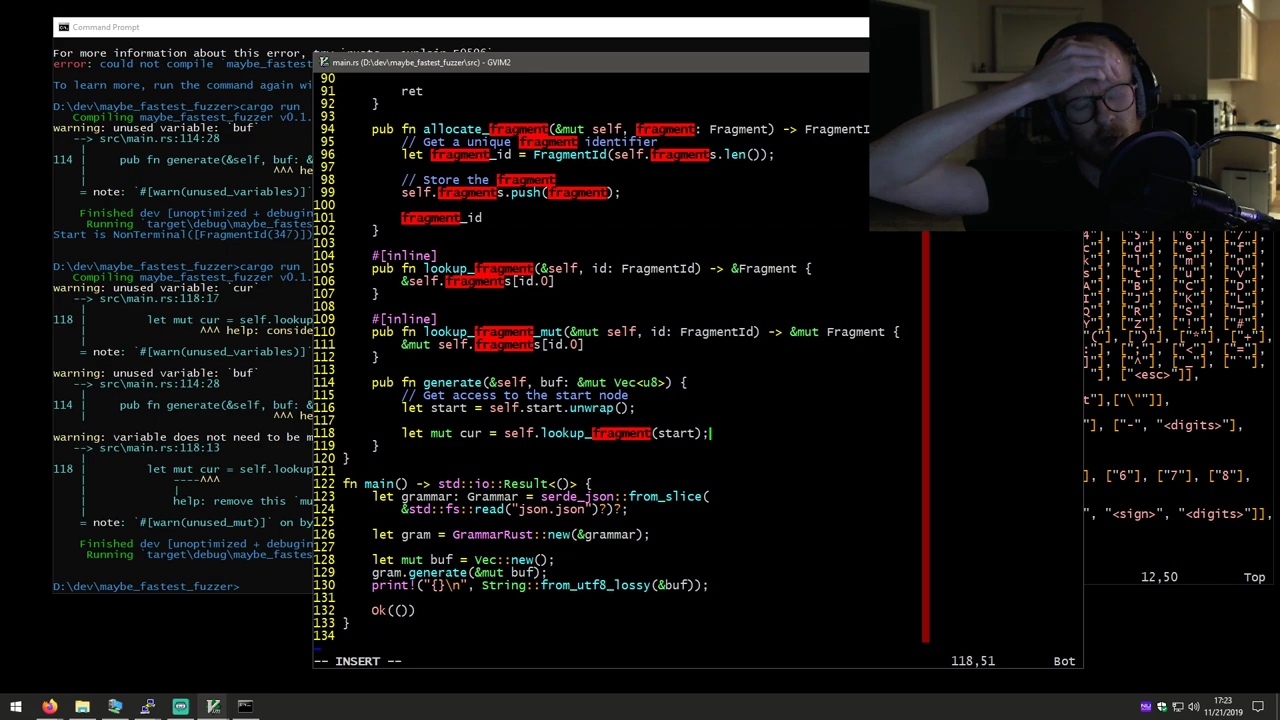 Command Prompt
For more information about this error, try
error: could not compile `maybe_fastest
To learn more, run the command again wit
D:\dev\maybe_fastest_fuzzer>cargo run
Compiling maybe_fastest_fuzzer v0.1.
warning: unused variable: `buf`
--> src\main.rs:114:28
114 | pub fn generate(&self, buf: &
^^^ he
= note: `#[warn(unused_variables)]
Finished dev [unoptimized + debugin
Running `target\debug\maybe_fastes
Start is NonTerminal([FragmentId(347)])
D:\dev\maybe_fastest_fuzzer>cargo run
Compiling maybe_fastest_fuzzer v0.1.
warning: unused variable: `cur`
--> src\main.rs:118:17
118 | let mut cur = self.lookup
^^^ help: conside
= note: `#[warn(unused_variables)]
warning: unused variable: `buf`
--> src\main.rs:114:28
114 | pub fn generate(&self, buf: &
^^^ he
warning: variable does not need to be m
--> src\main.rs:118:13
118 | let mut cur = self.lookup
----^^^
|
help: remove this `mu
= note: `#[warn(unused_mut)]` on by
Finished dev [unoptimized + debugin
Running `target\debug\maybe_fastes
D:\dev\maybe_fastest_fuzzer>
main.rs (D:\dev\maybe_fastest_fuzzer\src) - GVIM2
90
91 ret
92 }
93
94 pub fn allocate_fragment(&mut self, fragment: Fragment) -> FragmentI
95 // Get a unique fragment identifier
96 let fragment_id = FragmentId(self.fragments.len());
97
98 // Store the fragment
99 self.fragments.push(fragment);
100
101 fragment_id
102 }
103
104 #[inline]
105 pub fn lookup_fragment(&self, id: FragmentId) -> &Fragment {
106 &self.fragments[id.0]
107 }
108
109 #[inline]
110 pub fn lookup_fragment_mut(&mut self, id: FragmentId) -> &mut Fragment {
111 &mut self.fragments[id.0]
112 }
113
114 pub fn generate(&self, buf: &mut Vec<u8>) {
115 // Get access to the start node
116 let start = self.start.unwrap();
117
118 let mut cur = self.lookup_fragment(start);
119 }
120 }
121
122 fn main() -> std::io::Result<()> {
123 let grammar: Grammar = serde_json::from_slice(
124 &std::fs::read("json.json")?)?;
125
126 let gram = GrammarRust::new(&grammar);
127
128 let mut buf = Vec::new();
129 gram.generate(&mut buf);
130 print!("{}\n", String::from_utf8_lossy(&buf));
131
132 Ok(())
133 }
134
~
-- INSERT --
118,51
Bot
"], ["<esc>"]],
t"],["\""]],
"], ["-", "<digits>"],
, ["6"], ["7"], ["8"],
", "<sign>", "<digits>"]],
12,50
Top
17:23
11/21/2019